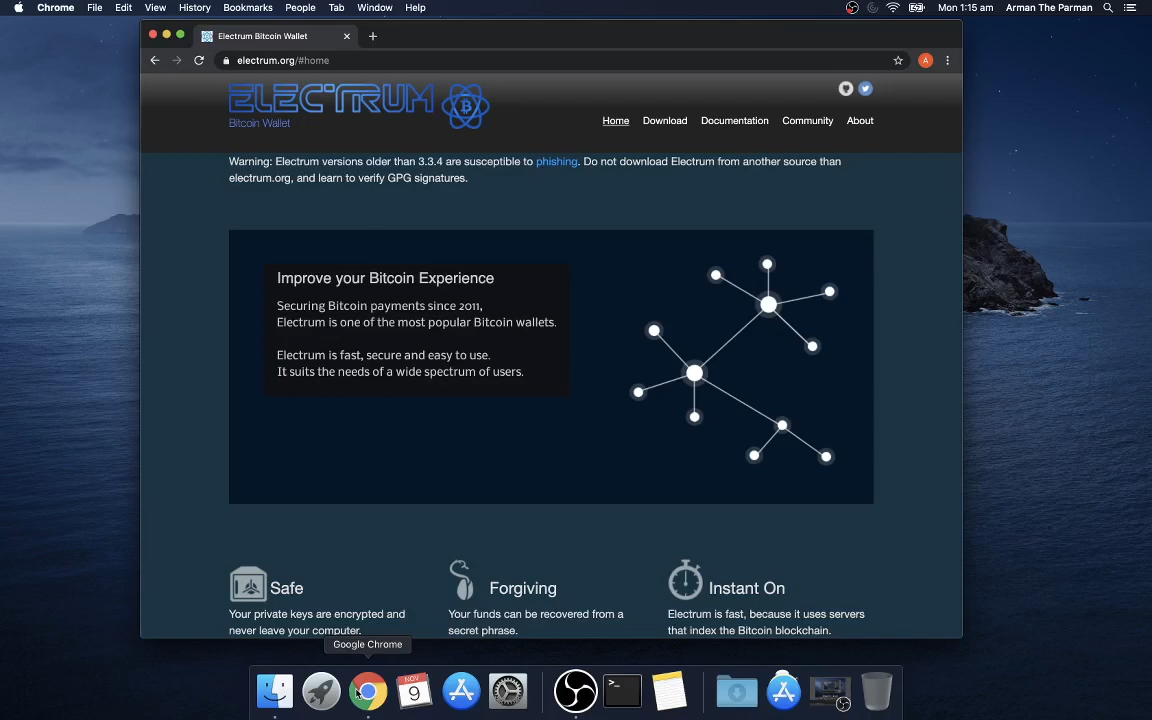 Chrome File Edit View History Bookmarks People Tab Window Help Mon 1:15 am Arman The Parman
Electrum Bitcoin Wallet
electrum.org/#home
A
ELECTRUM
Bitcoin Wallet
Home Download Documentation Community About
Warning: Electrum versions older than 3.3.4 are susceptible to phishing. Do not download Electrum from another source than
electrum.org, and learn to verify GPG signatures.
Improve your Bitcoin Experience
Securing Bitcoin payments since 2011,
Electrum is one of the most popular Bitcoin wallets.
Electrum is fast, secure and easy to use.
It suits the needs of a wide spectrum of users.
Safe
Your private keys are encrypted and
never leave your computer.
Forgiving
Your funds can be recovered from a
secret phrase.
Instant On
Electrum is fast, because it uses servers
that index the Bitcoin blockchain.
Google Chrome
NOV
9